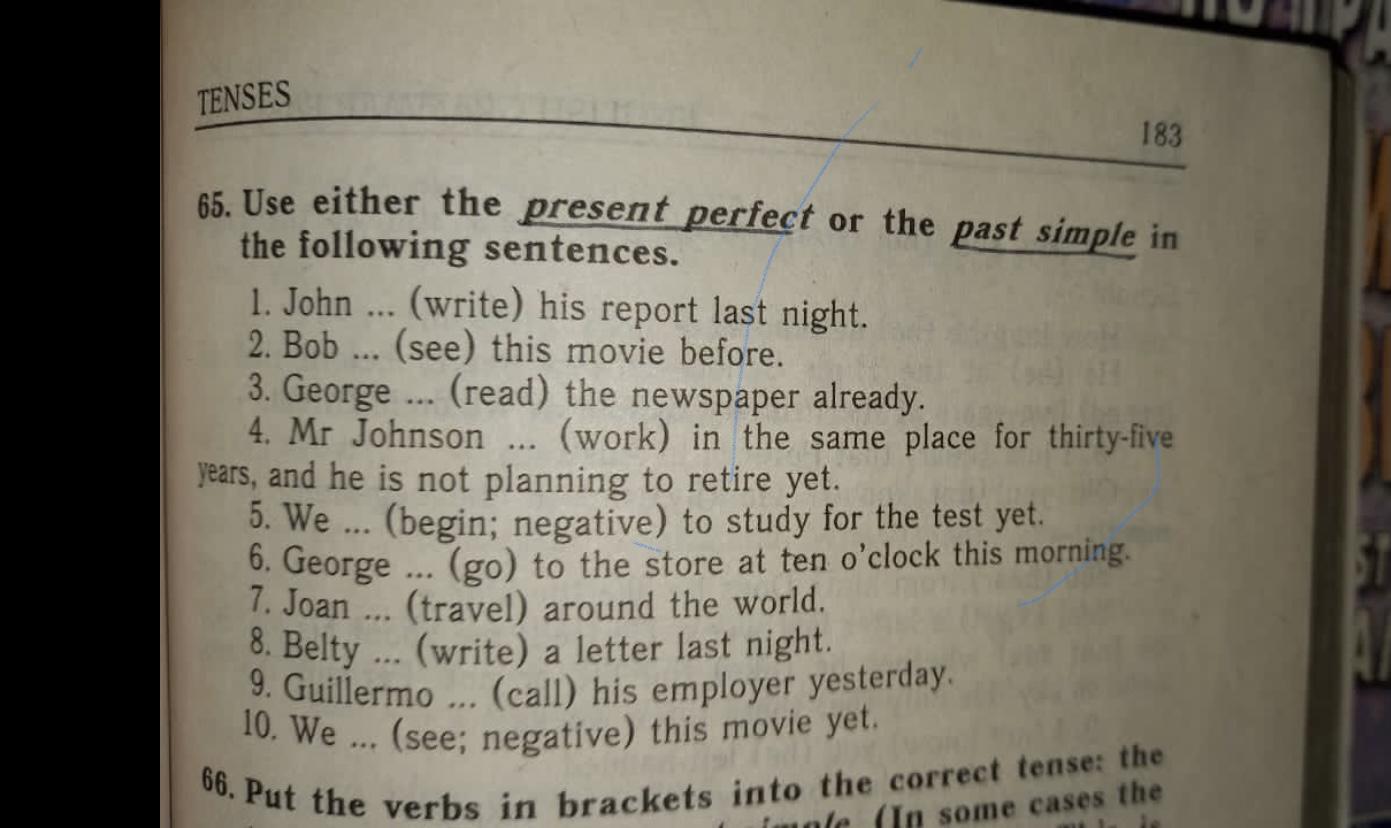 TENSES
183
65. Use either the present perfect or the past simple in
the following sentences.
1. John ... (write) his report last night.
2. Bob ... (see) this movie before.
3. George ... (read) the newspaper already.
4. Mr Johnson ... (work) in the same place for thirty-five
years, and he is not planning to retire yet.
5. We ... (begin; negative) to study for the test yet.
6. George ... (go) to the store at ten o'clock this morning.
7. Joan ... (travel) around the world.
8. Belty ... (write) a letter last night.
9. Guillermo ... (call) his employer yesterday.
10. We ... (see; negative) this movie yet.
66. Put the verbs in brackets into the correct tense: the
(In some cases the